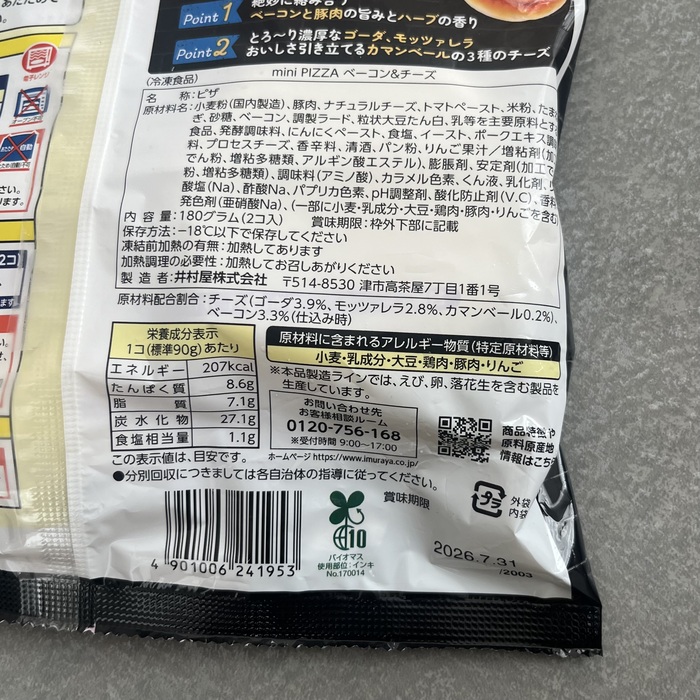 Point 1
ベーコンと豚肉の旨みとハーブの香り
Point 2
とろ〜り濃厚なゴーダ、モッツァレラ
おいしさ引き立てるカマンベールの3種のチーズ
電子レンジ
〈冷凍食品〉
mini PIZZA ベーコン&チーズ
名 称:ピザ
原材料名:小麦粉(国内製造)、豚肉、ナチュラルチーズ、トマトペースト、米粉、たま
ぎ、砂糖、ベーコン、調製ラード、粒状大豆たん白、乳等を主要原料とす
食品、発酵調味料、にんにくペースト、食塩、イースト、ポークエキス調
料、プロセスチーズ、香辛料、清酒、パン粉、りんご果汁/増粘剤(加
でん粉、増粘多糖類、アルギン酸エステル)、膨脹剤、安定剤(加工で
粉、増粘多糖類)、調味料(アミノ酸)、カラメル色素、くん液、乳化剤、
酸塩(Na)、酢酸Na、パプリカ色素、pH調整剤、酸化防止剤(V.C)、香料
発色剤(亜硝酸Na)、(一部に小麦・乳成分・大豆・鶏肉・豚肉・りんごを含む
内 容 量:180グラム(2コ入) 賞味期限:枠外下部に記載
保存方法:−18℃以下で保存してください
凍結前加熱の有無:加熱してあります
加熱調理の必要性:加熱してお召しあがりください
製 造 者:井村屋株式会社 〒514-8530 津市高茶屋7丁目1番1号
原材料配合割合:チーズ(ゴーダ3.9%、モッツァレラ2.8%、カマンベール0.2%)、
ベーコン3.3%(仕込み時)
栄養成分表示
1コ(標準90g)あたり
エネルギー 207kcal
たんぱく質 8.6g
脂 質 7.1g
炭水化物 27.1g
食塩相当量 1.1g
この表示値は、目安です。
原材料に含まれるアレルギー物質(特定原材料等)
小麦・乳成分・大豆・鶏肉・豚肉・りんご
※本品製造ラインでは、えび、卵、落花生を含む製品を
生産しています。
お問い合わせ先
お客様相談ルーム
0120-756-168
※受付時間 9:00〜17:00
ホームページ https://www.imuraya.co.jp/
原料原産地
情報はこち
●分別回収につきましては各自治体の指導に従ってください。
4 901006 241953
10
バイオマス
使用部位:インキ
No.170014
賞味期限
プラ
外袋
内袋
2026.7.31
/2003